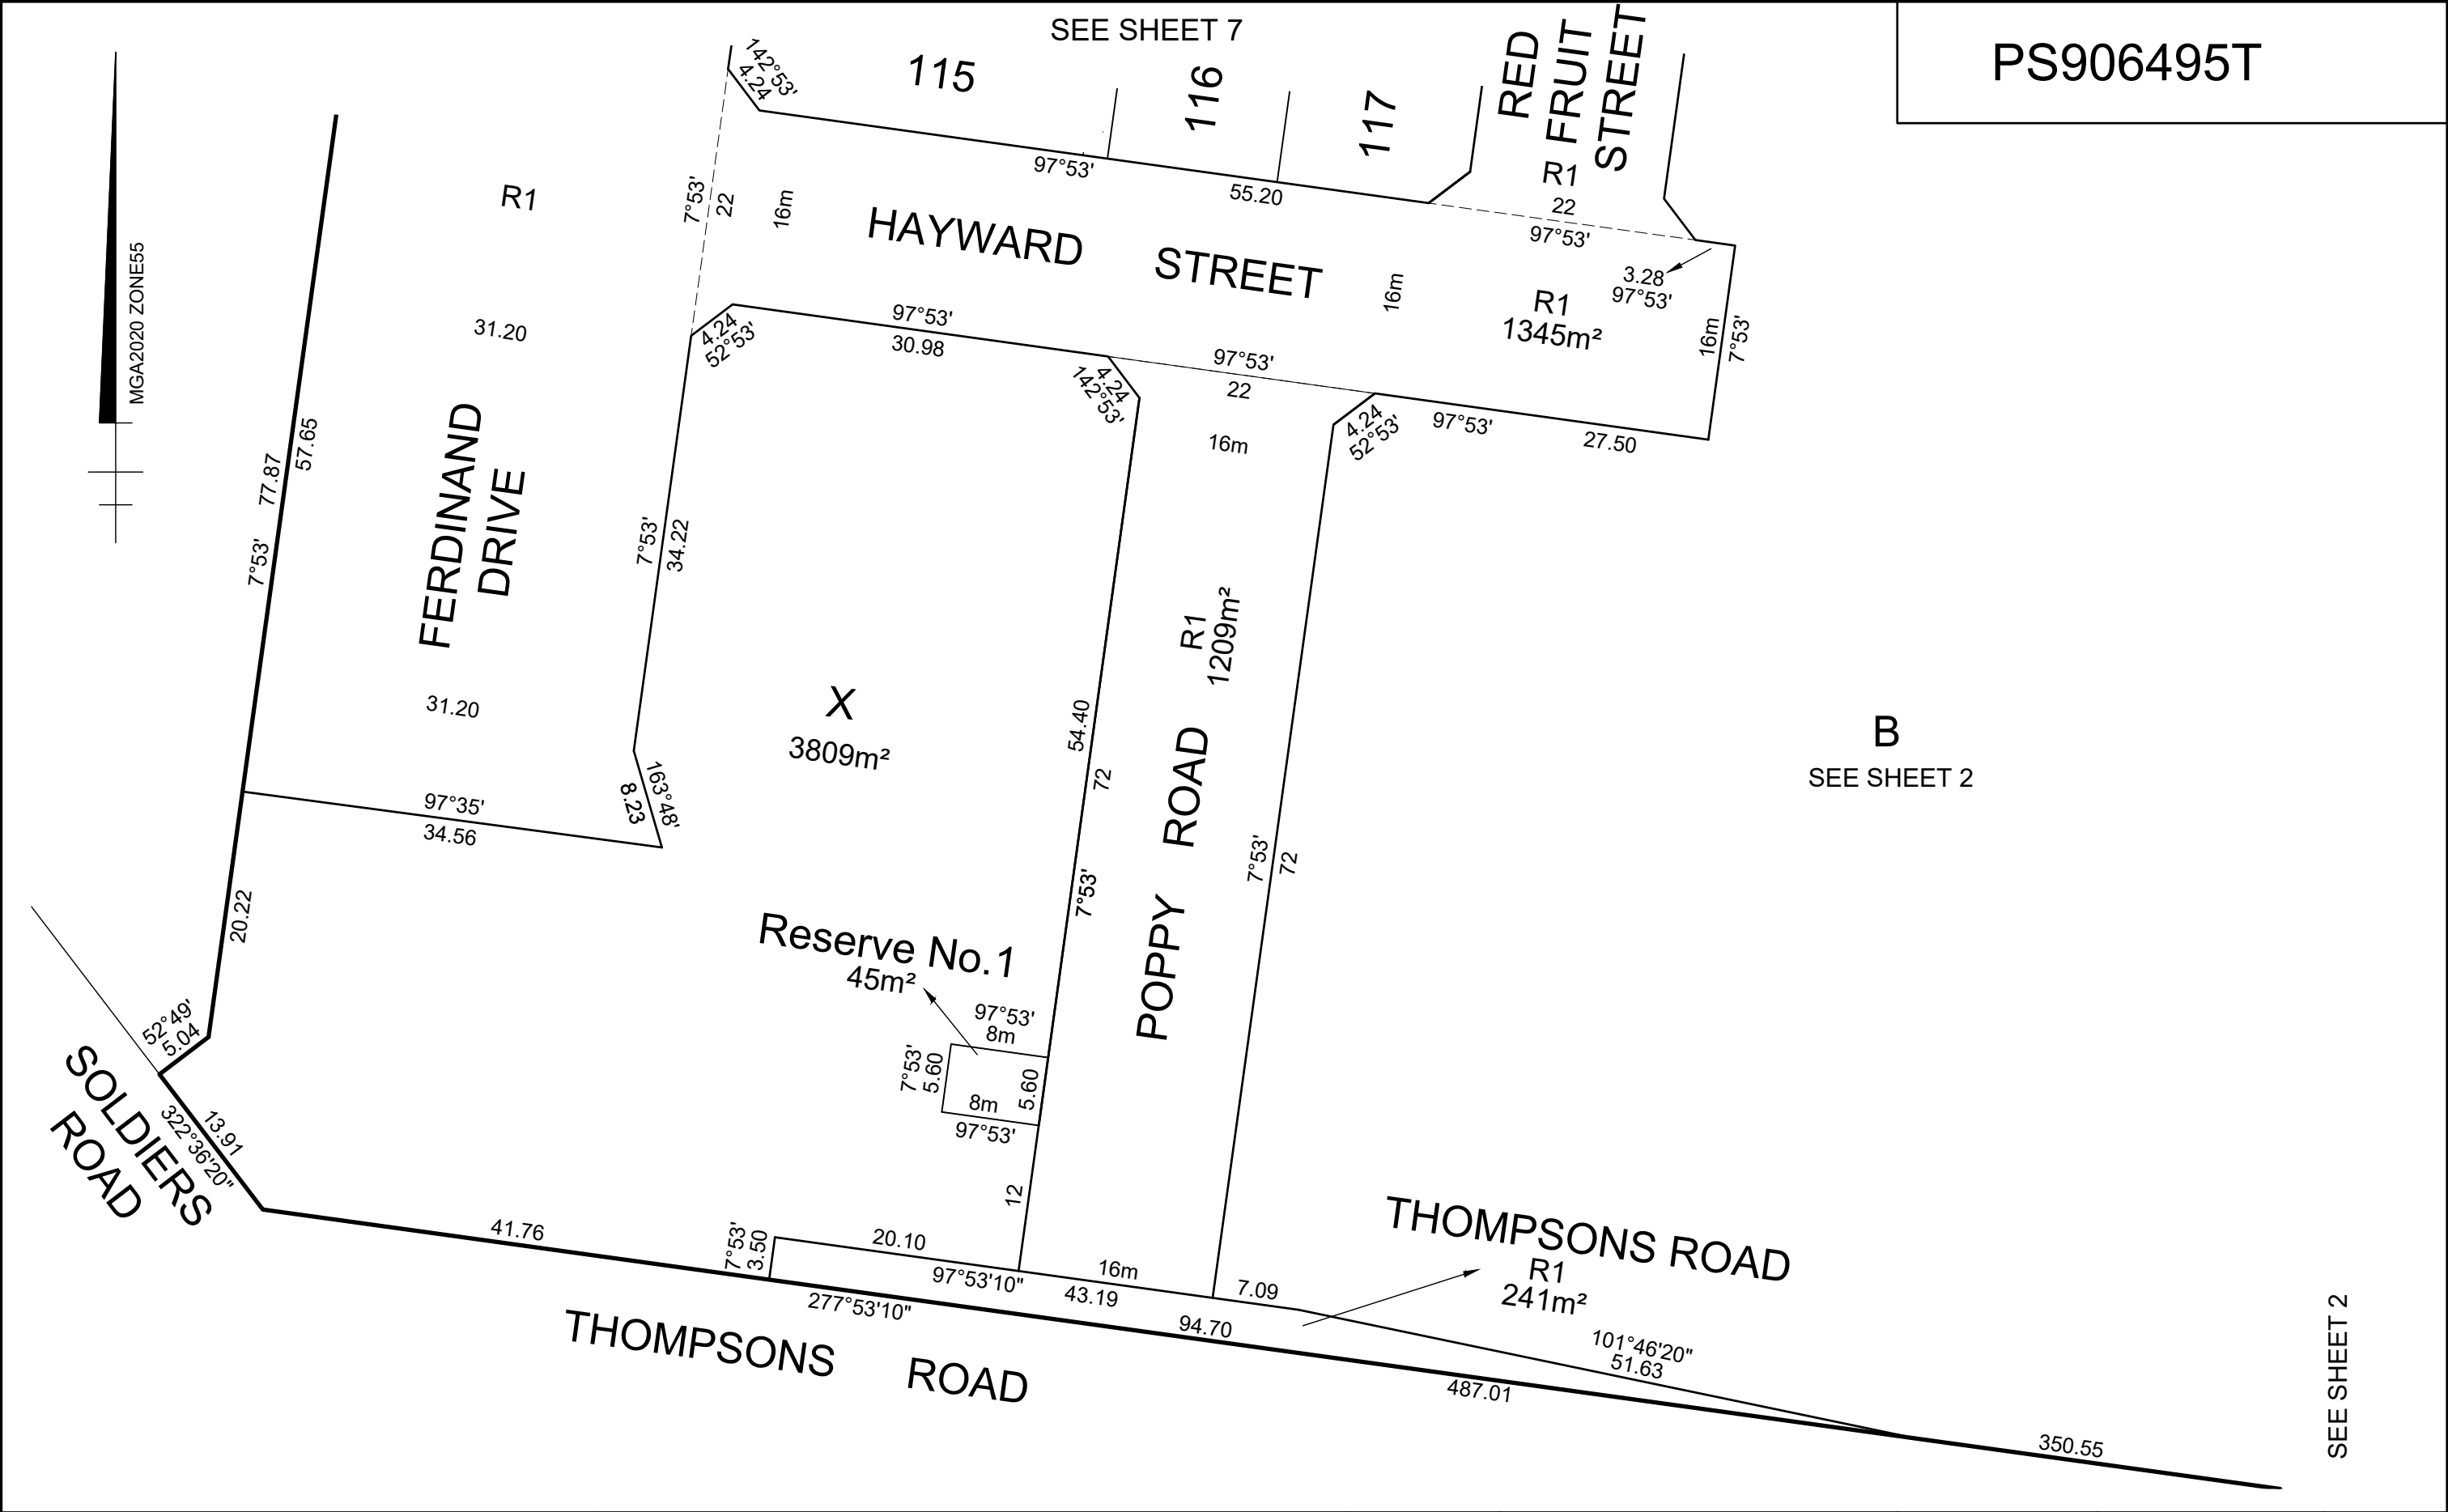 SEE SHEET 7
PS906495T
MGA2020 ZONE55
142°53'
4.24
115
116
117
RED
FRUIT
STREET
R1
22
97°53'
97°53'
55.20
3.28
97°53'
R1
7°53'
22
16m
HAYWARD STREET
16m
R1
1345m²
16m
7°53'
31.20
4.24
52°53'
97°53'
30.98
4.24
142°53'
97°53'
22
16m
4.24
52°53'
97°53'
27.50
77.87
57.65
7°53'
FERDINAND
DRIVE
7°53'
34.22
31.20
X
3809m²
R1
1209m²
54.40
72
7°53'
POPPY ROAD
7°53'
72
B
SEE SHEET 2
97°35'
34.56
163°48'
8.23
20.22
Reserve No.1
45m²
97°53'
8m
7°53'
5.60
5.60
8m
97°53'
12
52°49'
5.04
SOLDIERS
ROAD
13.91
322°36'20"
41.76
7°53'
3.50
20.10
97°53'10"
16m
43.19
7.09
277°53'10"
94.70
THOMPSONS ROAD
R1
241m²
101°46'20"
51.63
487.01
THOMPSONS ROAD
350.55
SEE SHEET 2